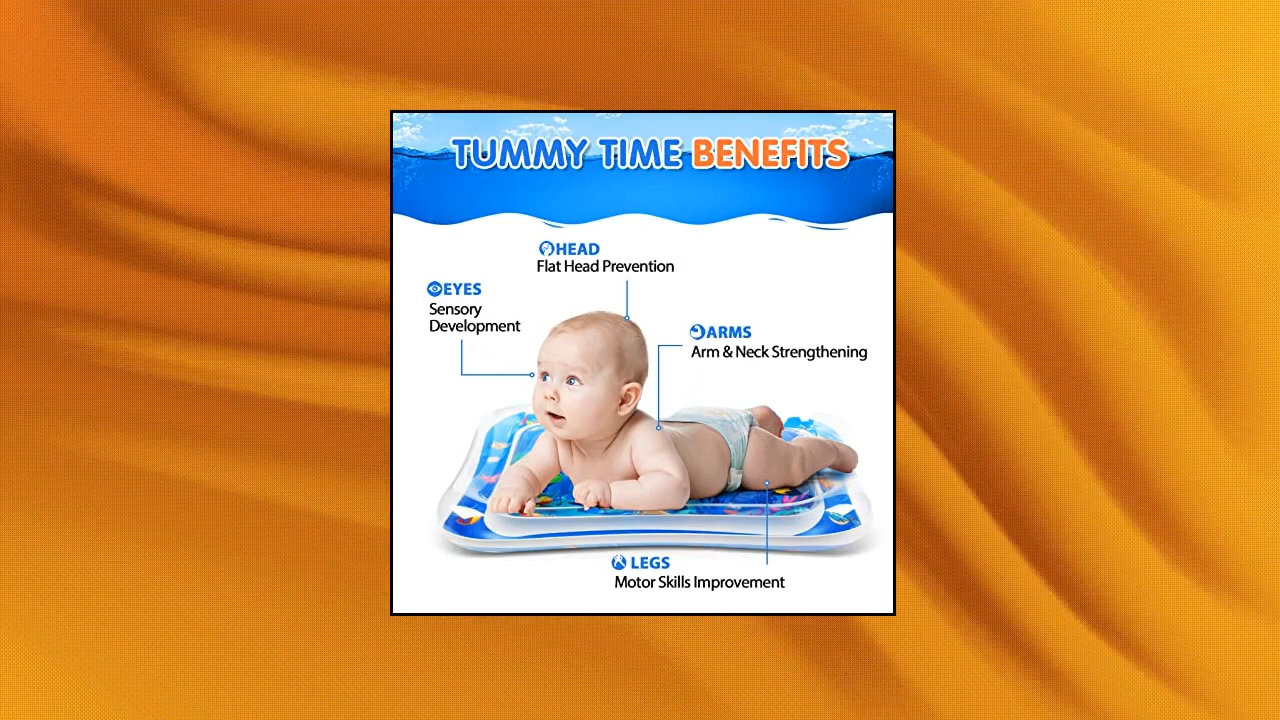 TUMMY TIME BENEFITS
HEAD
Flat Head Prevention
EYES
Sensory
Development
ARMS
Arm & Neck Strengthening
LEGS
Motor Skills Improvement